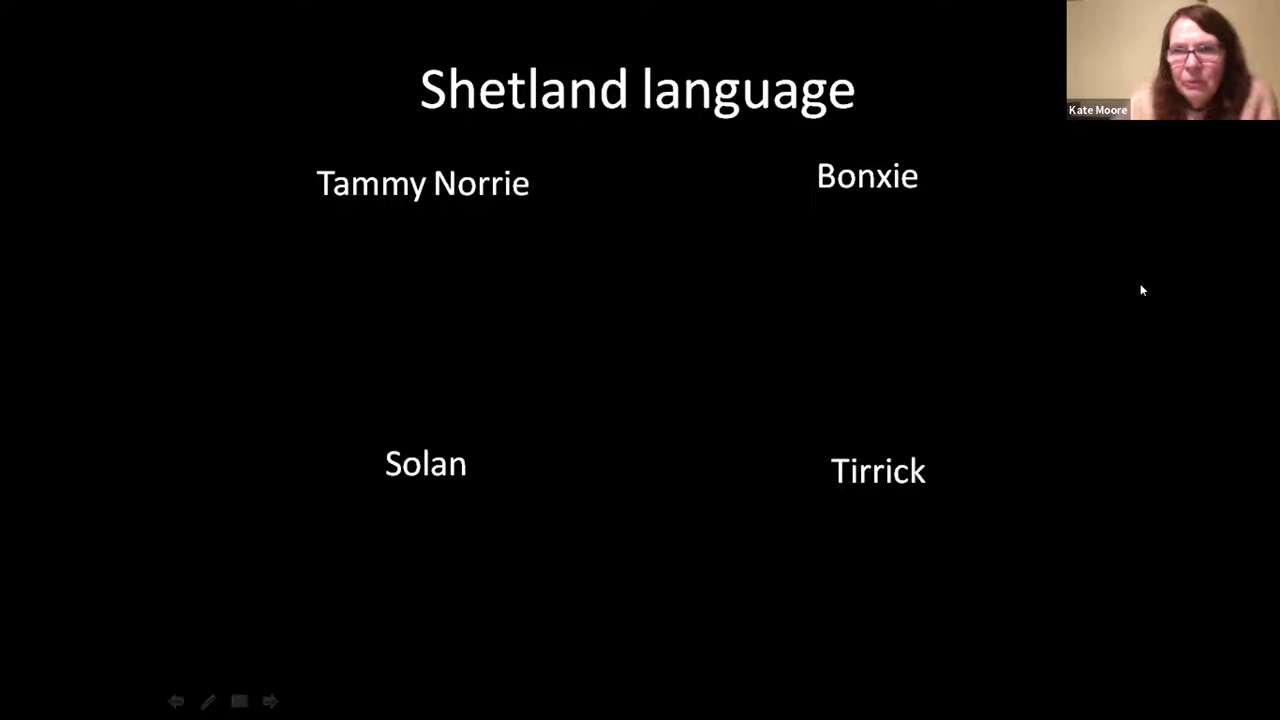 Shetland language
Kate Moore
Tammy Norrie
Bonxie
Solan
Tirrick